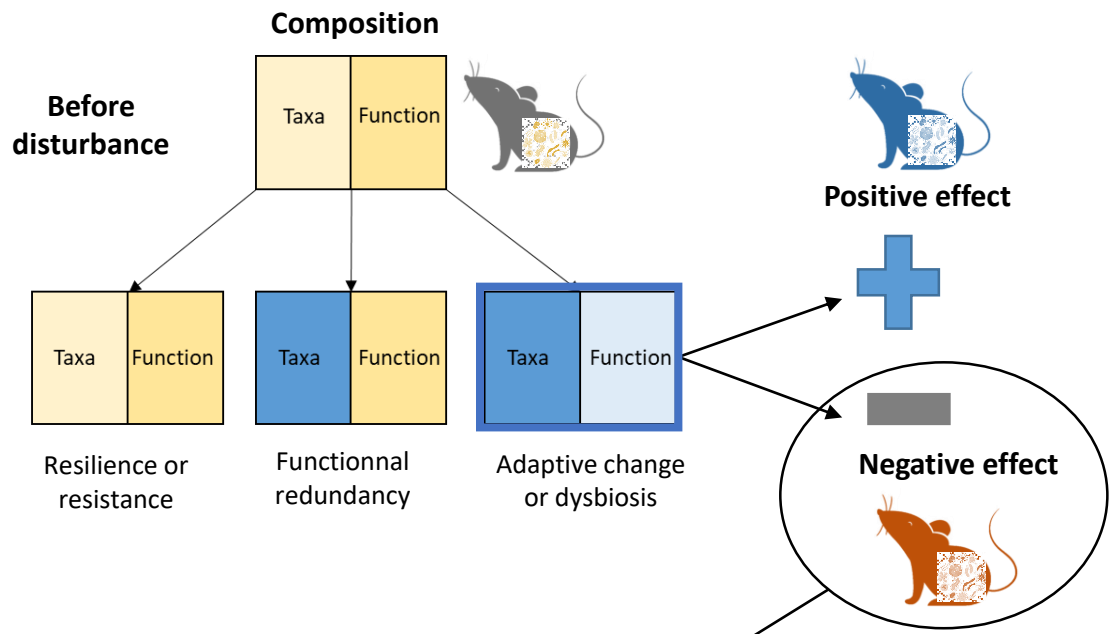 Composition
Before
disturbance
Taxa
Function
Positive effect
Taxa
Function
Taxa
Function
Taxa
Function
Resilience or
resistance
Functionnal
redundancy
Adaptive change
or dysbiosis
Negative effect